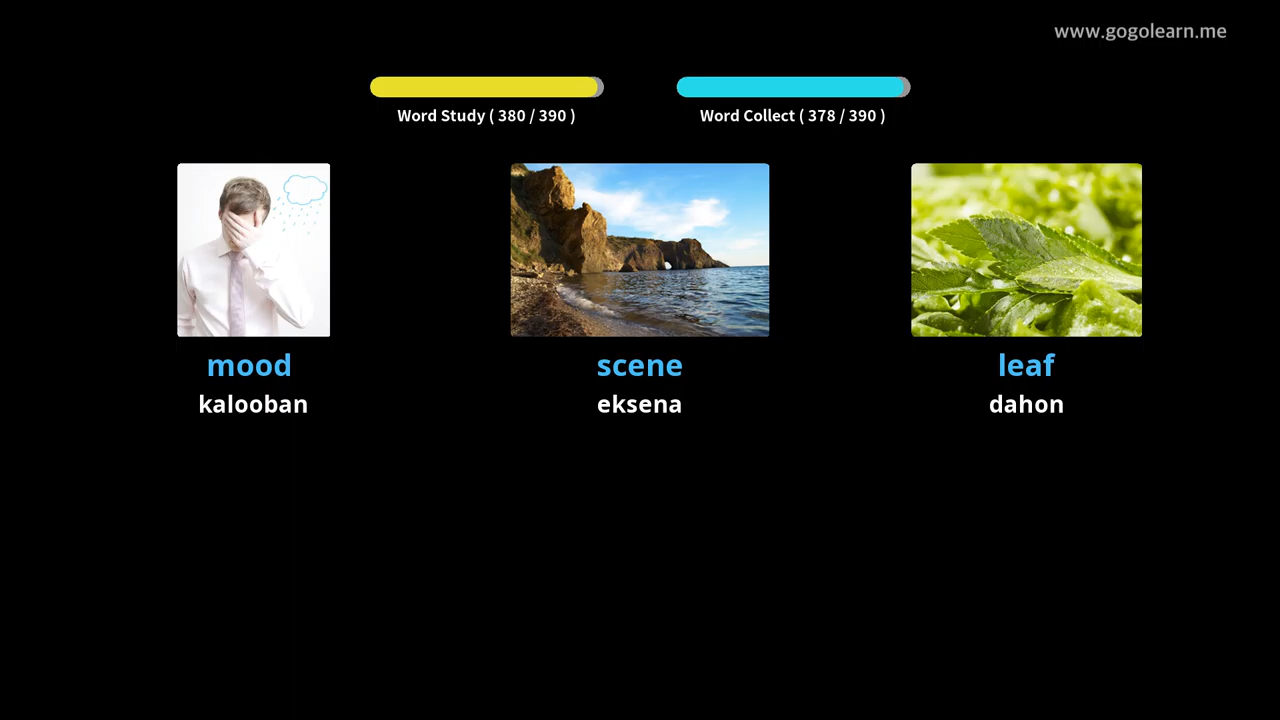 www.gogolearn.me
Word Study ( 380 / 390 )
Word Collect ( 378 / 390 )
mood
scene
leaf
kalooban
eksena
dahon